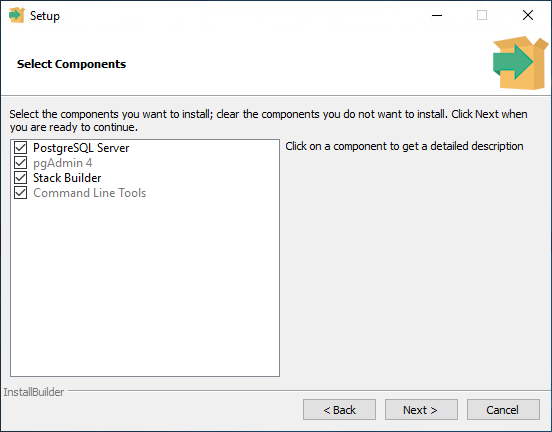 Setup
Select Components
Select the components you want to install; clear the components you do not want to install. Click Next when
you are ready to continue.
PostgreSQL Server
pgAdmin 4
Stack Builder
Command Line Tools
Click on a component to get a detailed description
InstallBuilder
< Back
Next >
Cancel